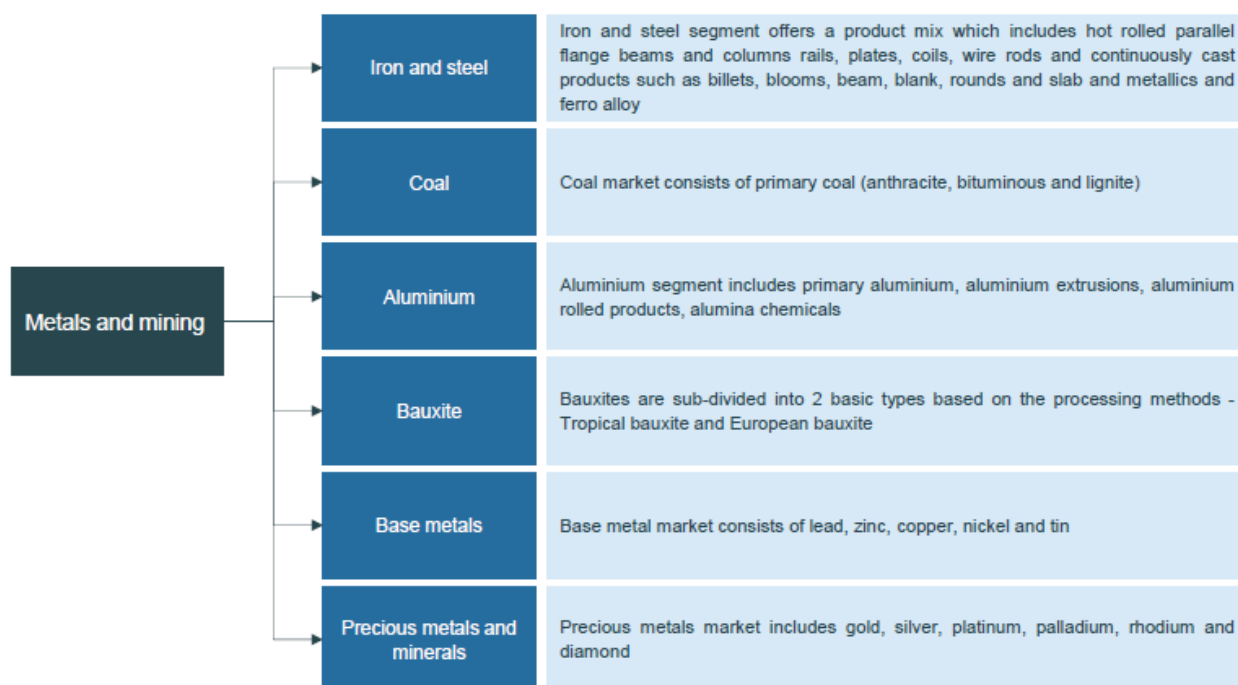 Iron and steel
Iron and steel segment offers a product mix which includes hot rolled parallel
flange beams and columns rails, plates, coils, wire rods and continuously cast
products such as billets, blooms, beam, blank, rounds and slab and metallics and
ferro alloy
Coal
Coal market consists of primary coal (anthracite, bituminous and lignite)
Metals and mining
Aluminium
Aluminium segment includes primary aluminium, aluminium extrusions, aluminium
rolled products, alumina chemicals
Bauxite
Bauxites are sub-divided into 2 basic types based on the processing methods -
Tropical bauxite and European bauxite
Base metals
Base metal market consists of lead, zinc, copper, nickel and tin
Precious metals and
minerals
Precious metals market includes gold, silver, platinum, palladium, rhodium and
diamond